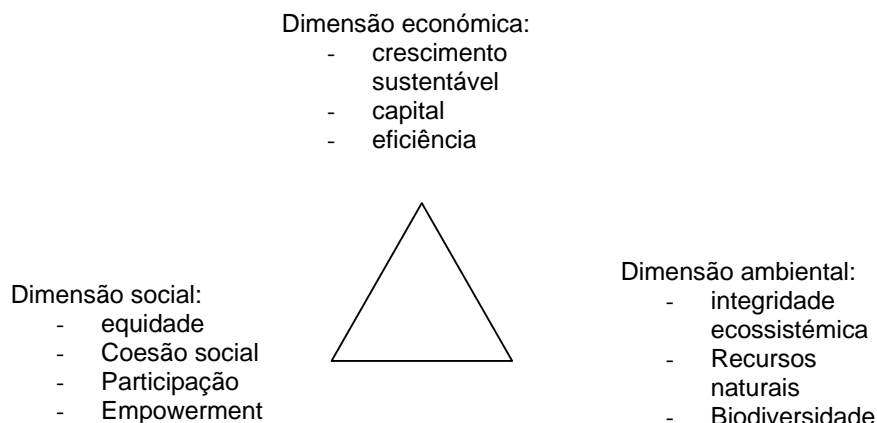 Dimensão económica:
- crescimento
sustentável
- capital
- eficiência
Dimensão social:
- equidade
- Coesão social
- Participação
- Empowerment
Dimensão ambiental:
- integridade
ecossistémica
- Recursos
naturais
- Biodiversidade